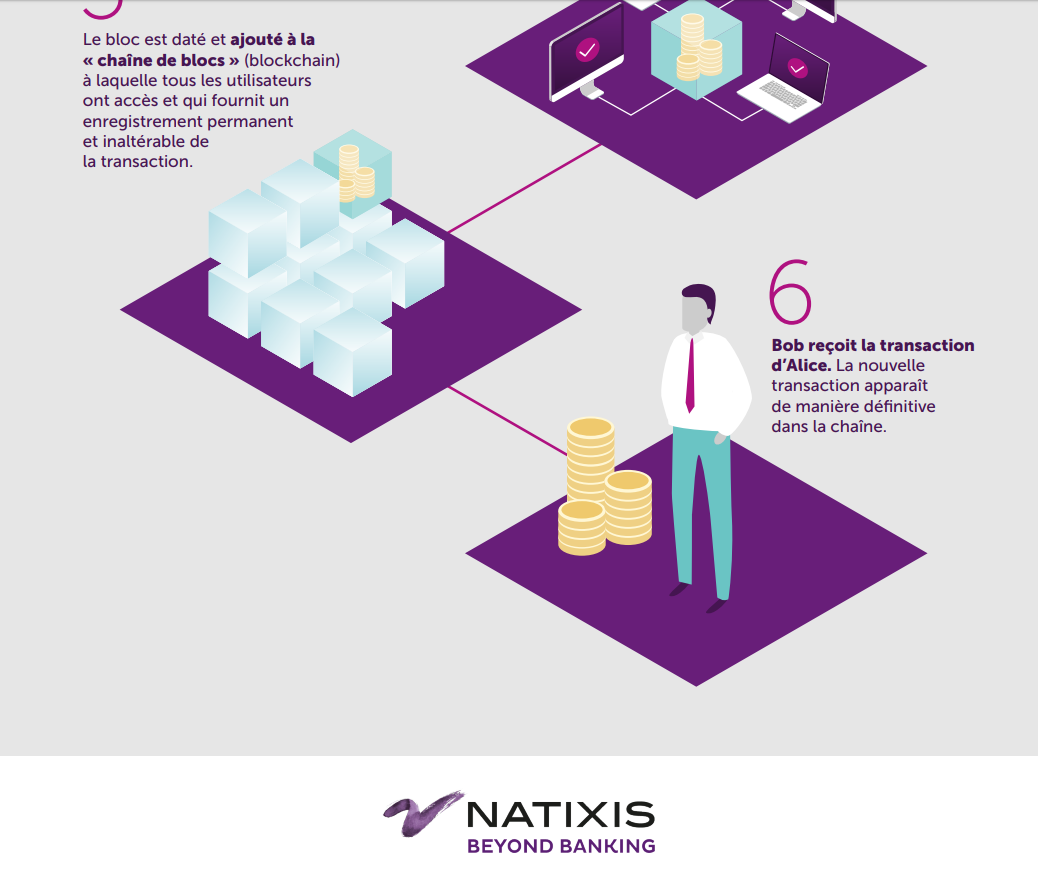 Le bloc est daté et ajouté à la
« chaîne de blocs » (blockchain)
à laquelle tous les utilisateurs
ont accès et qui fournit un
enregistrement permanent
et inaltérable de
la transaction.
6
Bob reçoit la transaction
d’Alice. La nouvelle
transaction apparaît
de manière définitive
dans la chaîne.
NATIXIS
BEYOND BANKING